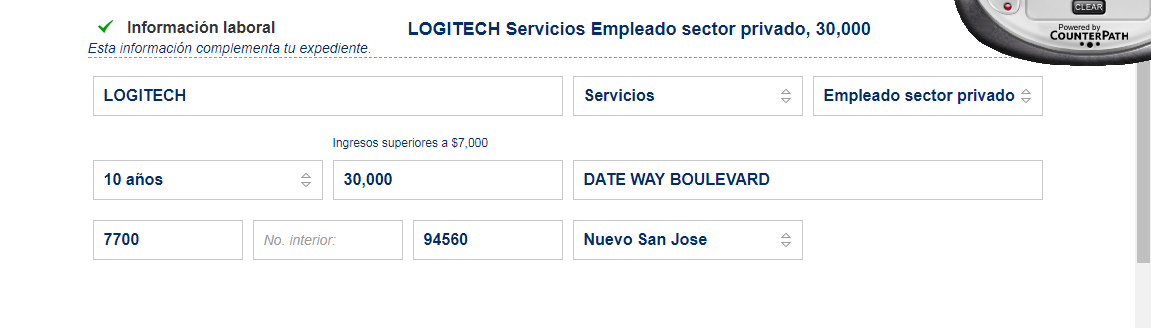 Información laboral
LOGITECH Servicios Empleado sector privado, 30,000
Esta información complementa tu expediente.
CLEAR
Powered by
COUNTERPATH
LOGITECH
Servicios
Empleado sector privado
Ingresos superiores a $7,000
10 años
30,000
DATE WAY BOULEVARD
7700
No. interior:
94560
Nuevo San Jose